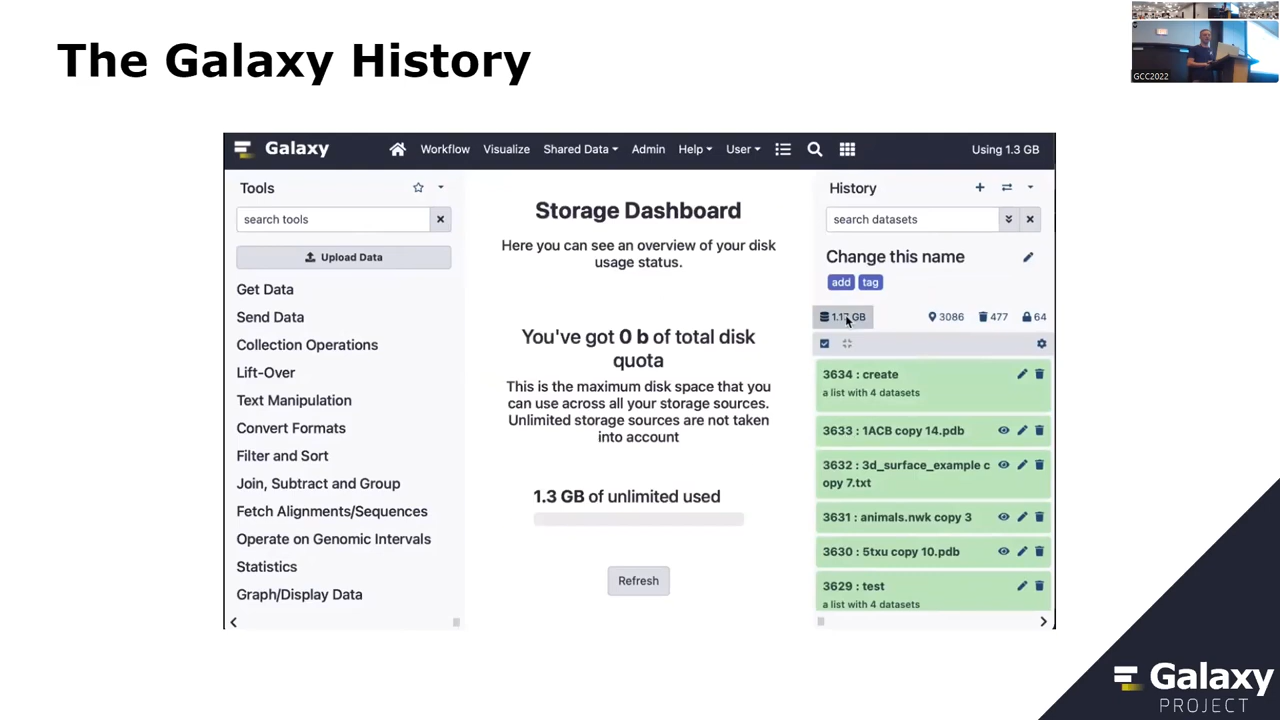 The Galaxy History
GCC2022
Galaxy
Workflow Visualize Shared Data Admin Help User Using 1.3 GB
Tools
search tools
Upload Data
Get Data
Send Data
Collection Operations
Lift-Over
Text Manipulation
Convert Formats
Filter and Sort
Join, Subtract and Group
Fetch Alignments/Sequences
Operate on Genomic Intervals
Statistics
Graph/Display Data
Storage Dashboard
Here you can see an overview of your disk
usage status.
You've got 0 b of total disk
quota
This is the maximum disk space that you
can use across all your storage sources.
Unlimited storage sources are not taken
into account
1.3 GB of unlimited used
Refresh
History
search datasets
Change this name
add tag
GB 3086 477 64
3634 : create
a list with 4 datasets
3633 : 1ACB copy 14.pdb
3632 : 3d_surface_example c
opy 7.txt
3631 : animals.nwk copy 3
3630 : 5txu copy 10.pdb
3629 : test
a list with 4 datasets
Galaxy
PROJECT